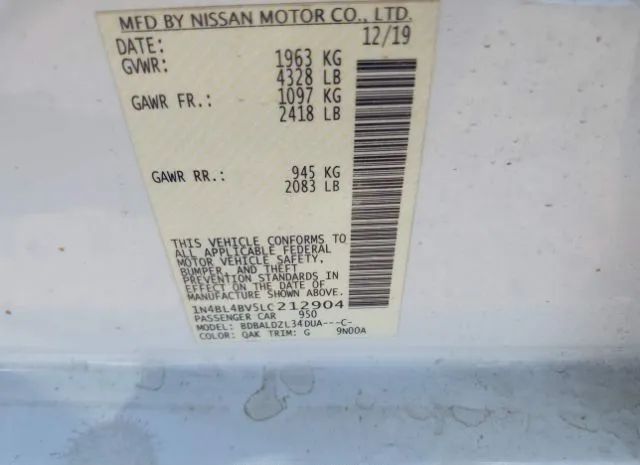 MFD BY NISSAN MOTOR CO., LTD.
DATE: 12/19
GVWR: 1963 KG
4328 LB
GAWR FR.: 1097 KG
2418 LB
GAWR RR.: 945 KG
2083 LB
THIS VEHICLE CONFORMS TO
ALL APPLICABLE FEDERAL
MOTOR VEHICLE SAFETY,
BUMPER, AND THEFT
PREVENTION STANDARDS IN
EFFECT ON THE DATE OF
MANUFACTURE SHOWN ABOVE.
1N4BL4BV5LC212904
PASSENGER CAR 950
MODEL: BDBALDZL34DUA---C-
COLOR: QAK TRIM: G 9N00A